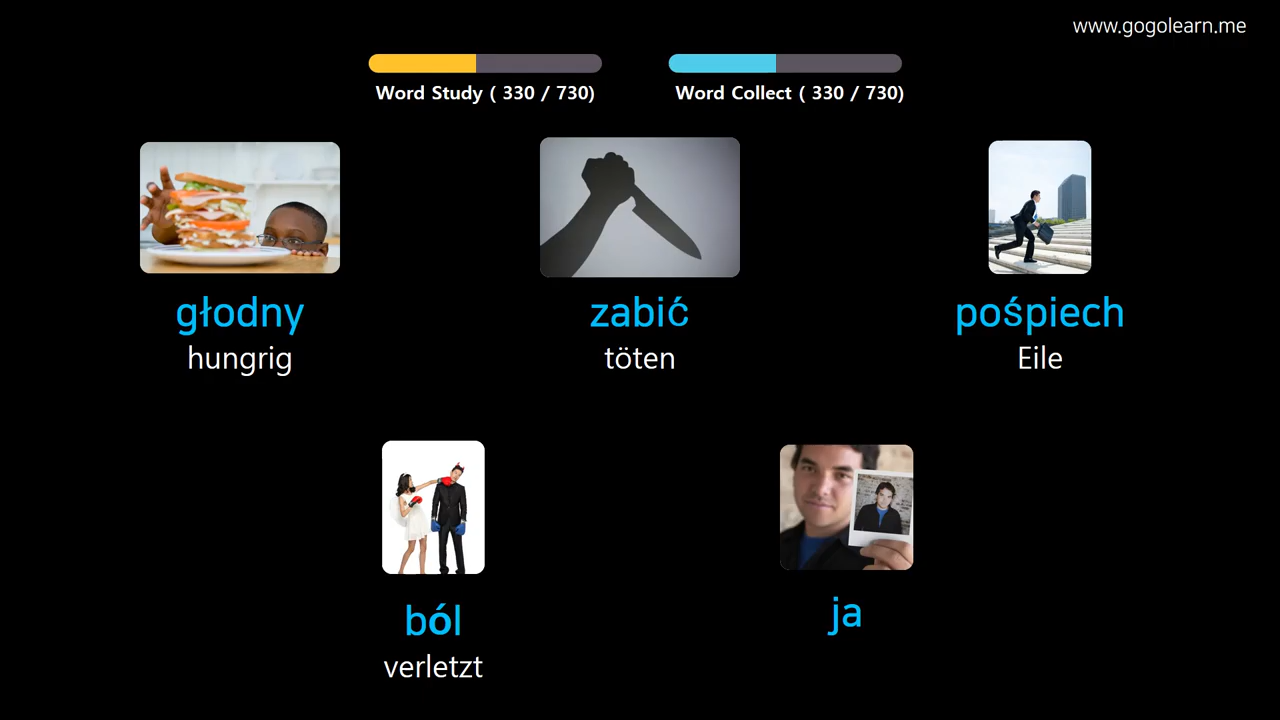 www.gogolearn.me
Word Study ( 330 / 730)
Word Collect ( 330 / 730)
głodny
hungrig
zabić
töten
pośpiech
Eile
ból
verletzt
ja